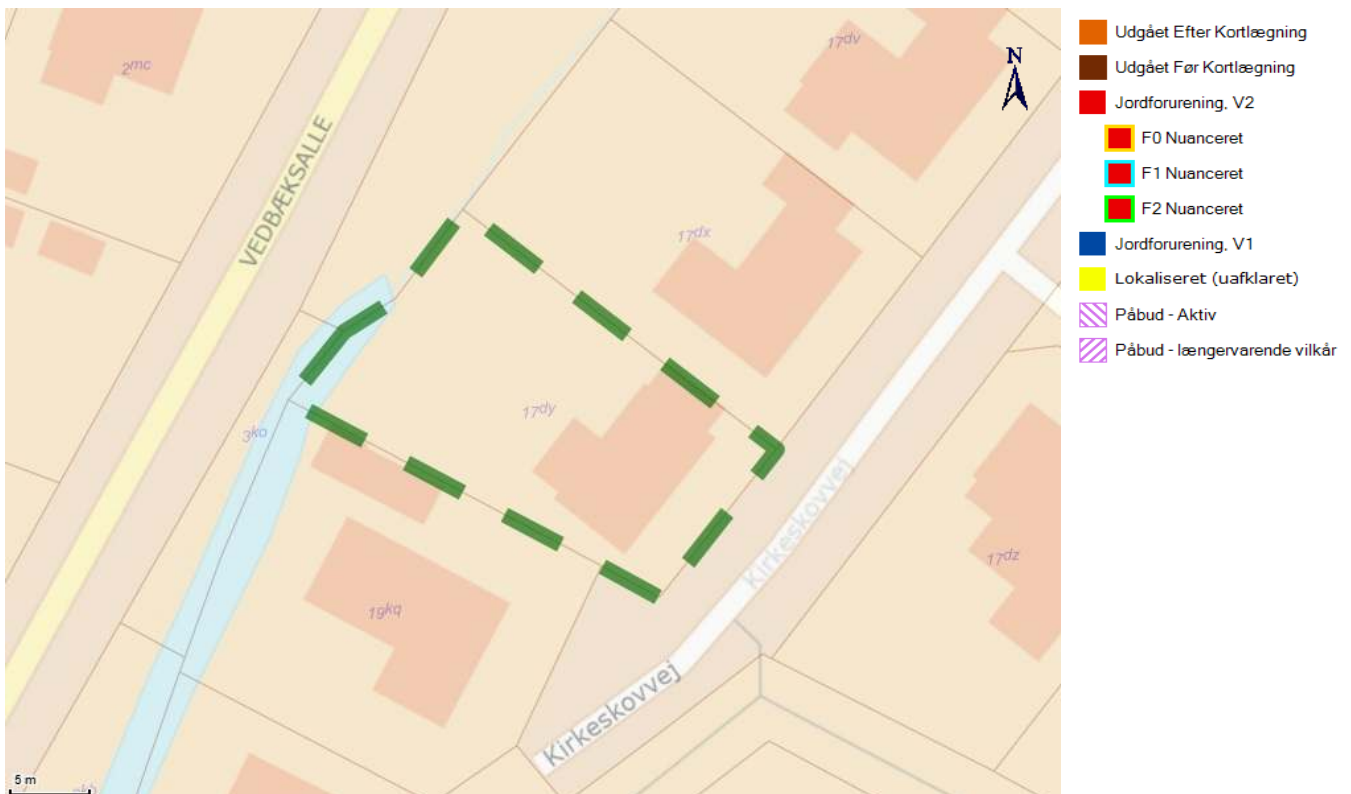 2mc
17dv
N
VEDBÆKSALLE
17dx
17dy
3ko
17dz
19kq
Kirkeskovvej
Kirkeskovvej
5 m
Udgået Efter Kortlægning
Udgået Før Kortlægning
Jordforurening, V2
F0 Nuanceret
F1 Nuanceret
F2 Nuanceret
Jordforurening, V1
Lokaliseret (uafklaret)
Påbud - Aktiv
Påbud - længervarende vilkår